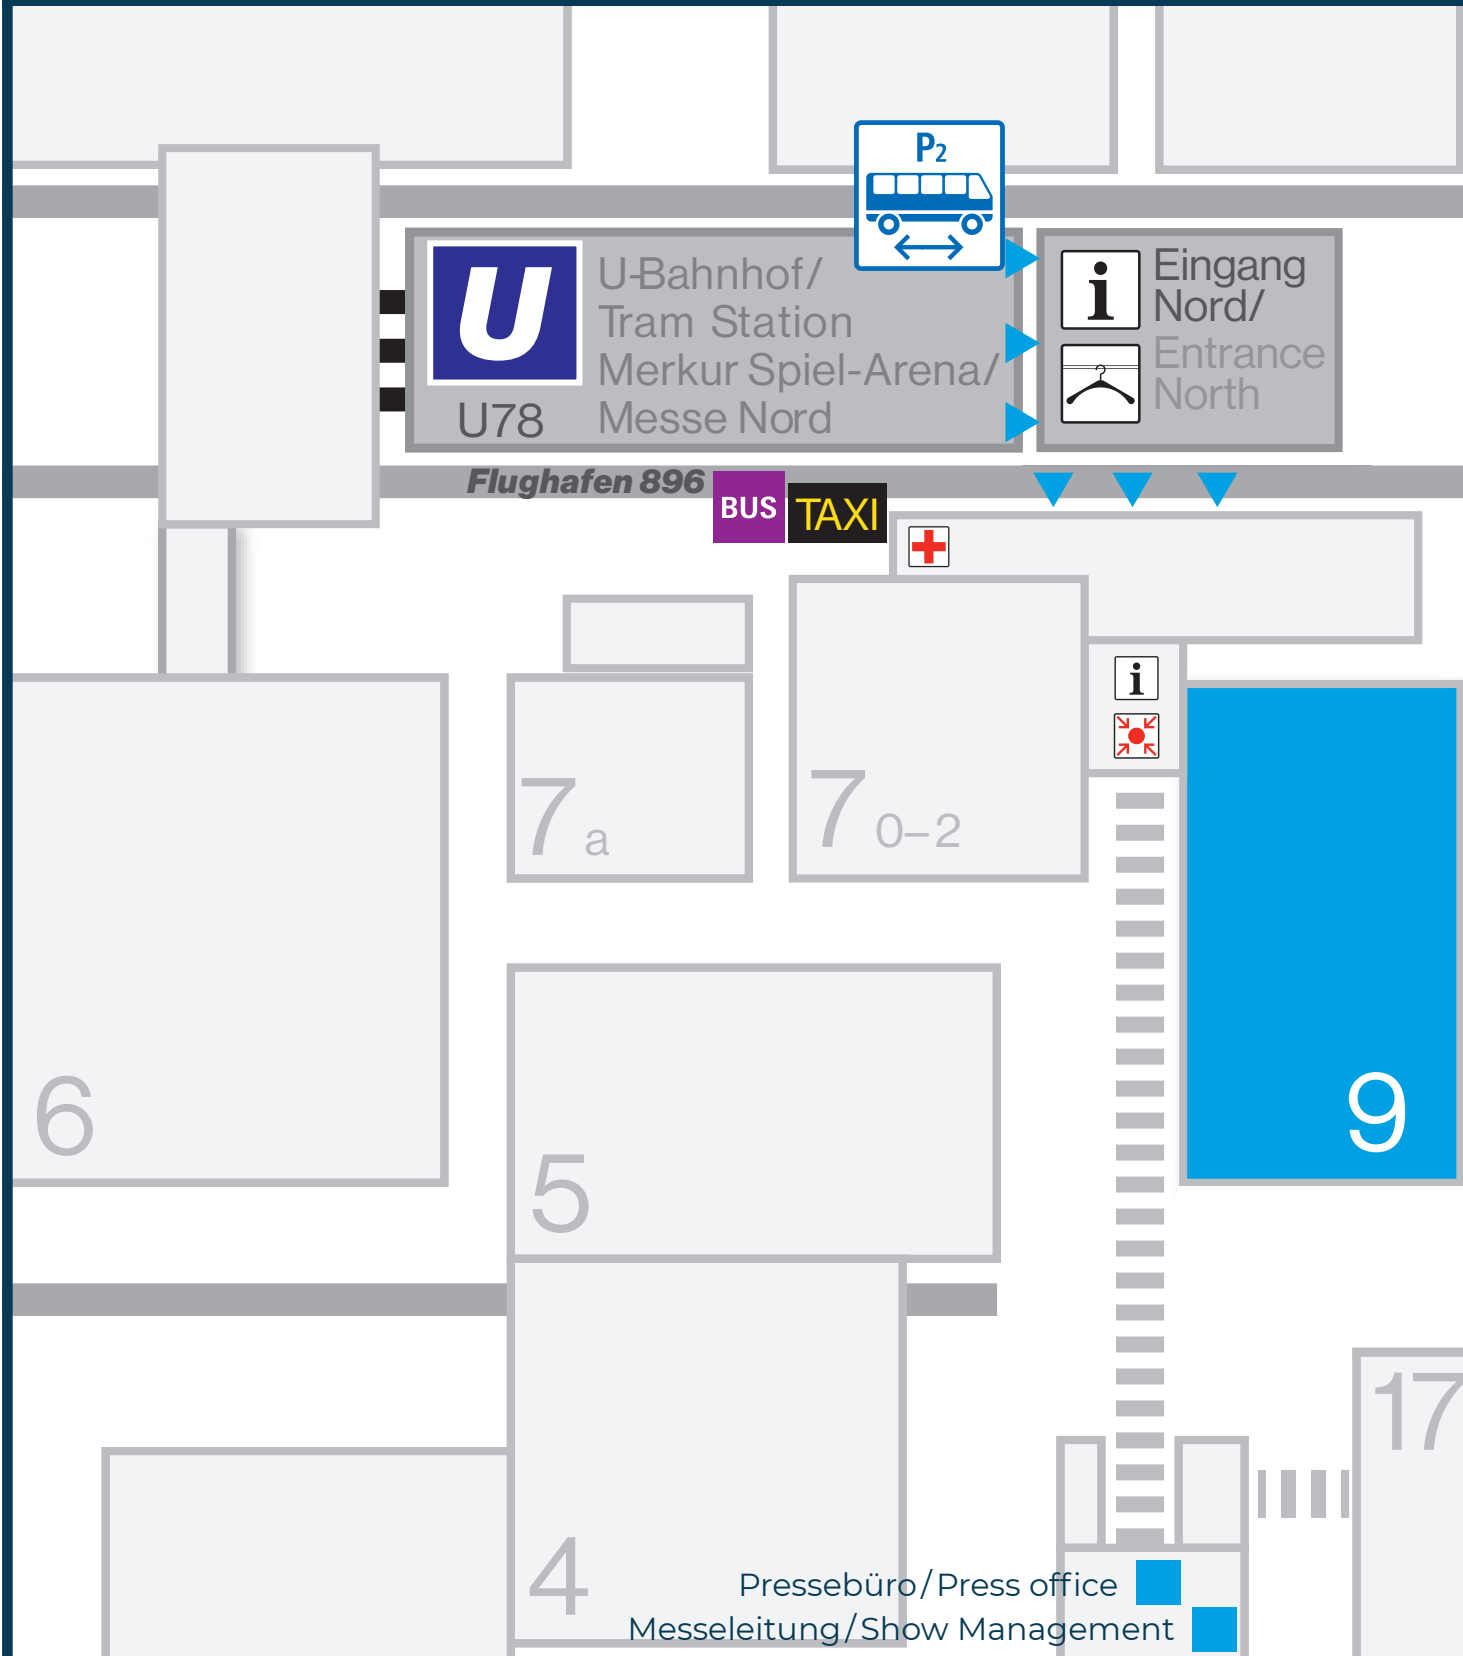 P2
U
U-Bahnhof/
Tram Station
Merkur Spiel-Arena/
Messe Nord
U78
i
Eingang
Nord/
Entrance
North
Flughafen 896
BUS
TAXI
i
7 a
7 0–2
9
6
5
17
4
Pressebüro/Press office
Messeleitung/Show Management